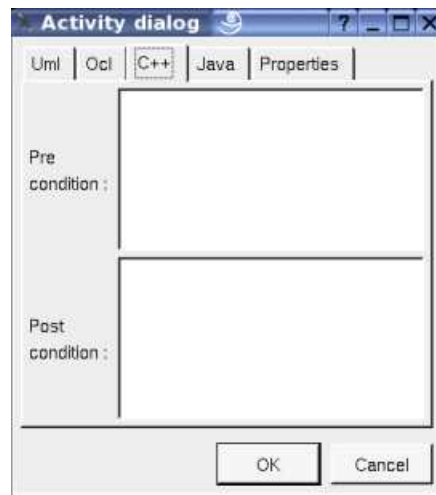 Activity dialog
Uml Ocl C++ Java Properties
Pre
condition :
Post
condition :
OK Cancel